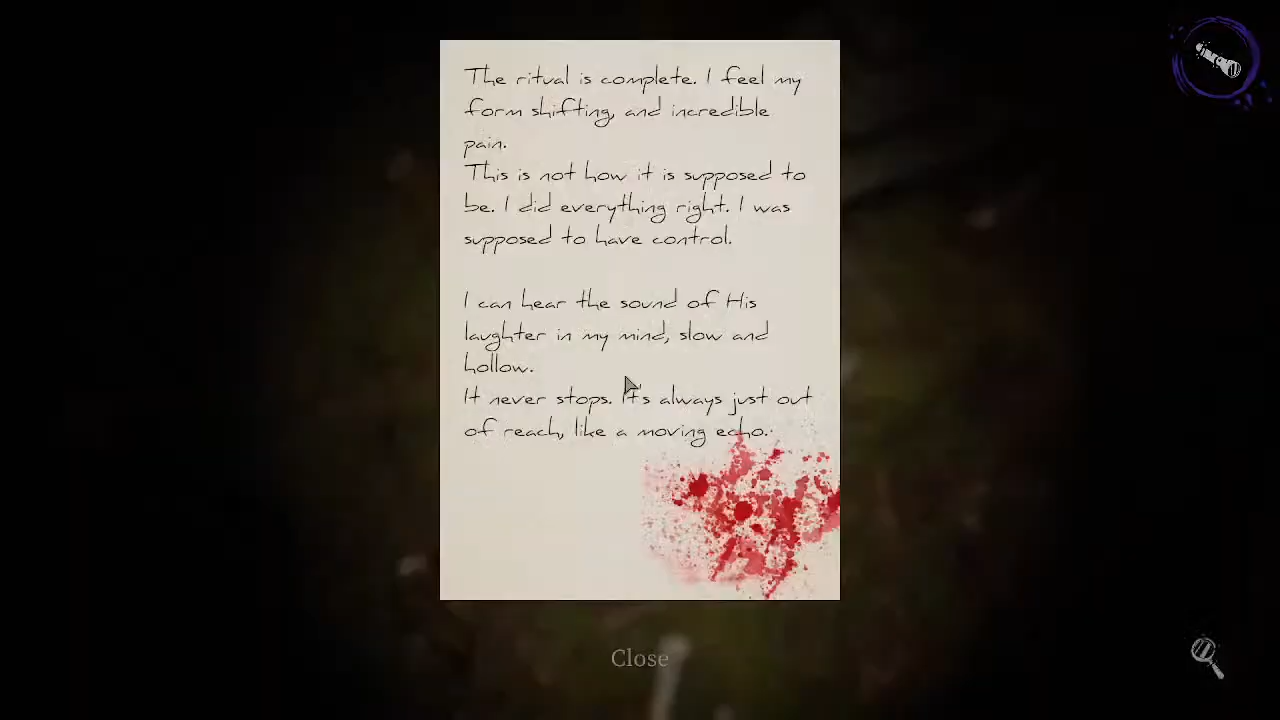 The ritual is complete. I feel my
form shifting, and incredible
pain.
This is not how it is supposed to
be. I did everything right. I was
supposed to have control.
I can hear the sound of His
laughter in my mind, slow and
hollow.
It never stops. It's always just out
of reach, like a moving echo.
Close